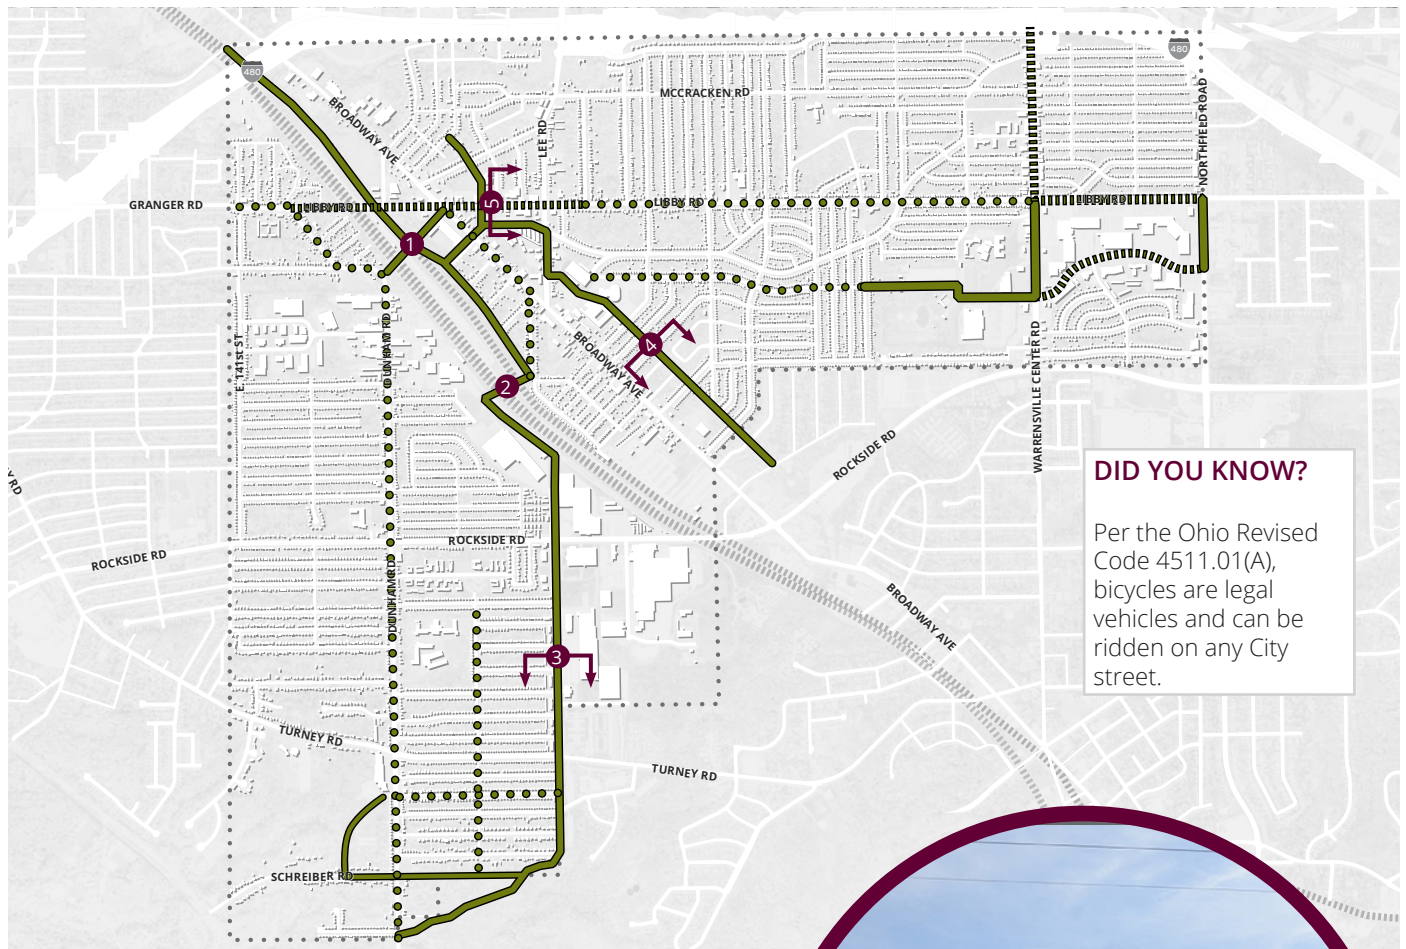 480
480
MCCRACKEN RD
BROADWAY AVE
LEE RD
NORTHFIELD ROAD
GRANGER RD
LIBBY RD
5
LIBBY RD
LIBBY RD
1
E. 141st ST
DUNHAM RD
4
BROADWAY AVE
2
WARRENSVILLE CENTER RD
ROCKSIDE RD
Y RD
DID YOU KNOW?
Per the Ohio Revised
Code 4511.01(A),
bicycles are legal
vehicles and can be
ridden on any City
street.
ROCKSIDE RD
ROCKSIDE RD
DUNHAM RD
BROADWAY AVE
3
TURNEY RD
TURNEY RD
SCHREIBER RD